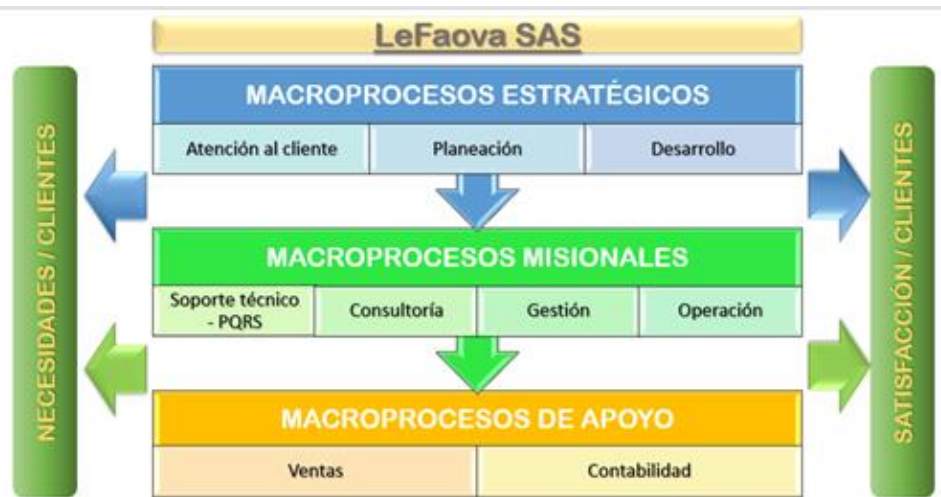 LeFaova SAS
NECESIDADES / CLIENTES
MACROPROCESOS ESTRATÉGICOS
Atención al cliente
Planeación
Desarrollo
MACROPROCESOS MISIONALES
Soporte técnico
- PQRS
Consultoría
Gestión
Operación
MACROPROCESOS DE APOYO
Ventas
Contabilidad
SATISFACCIÓN / CLIENTES